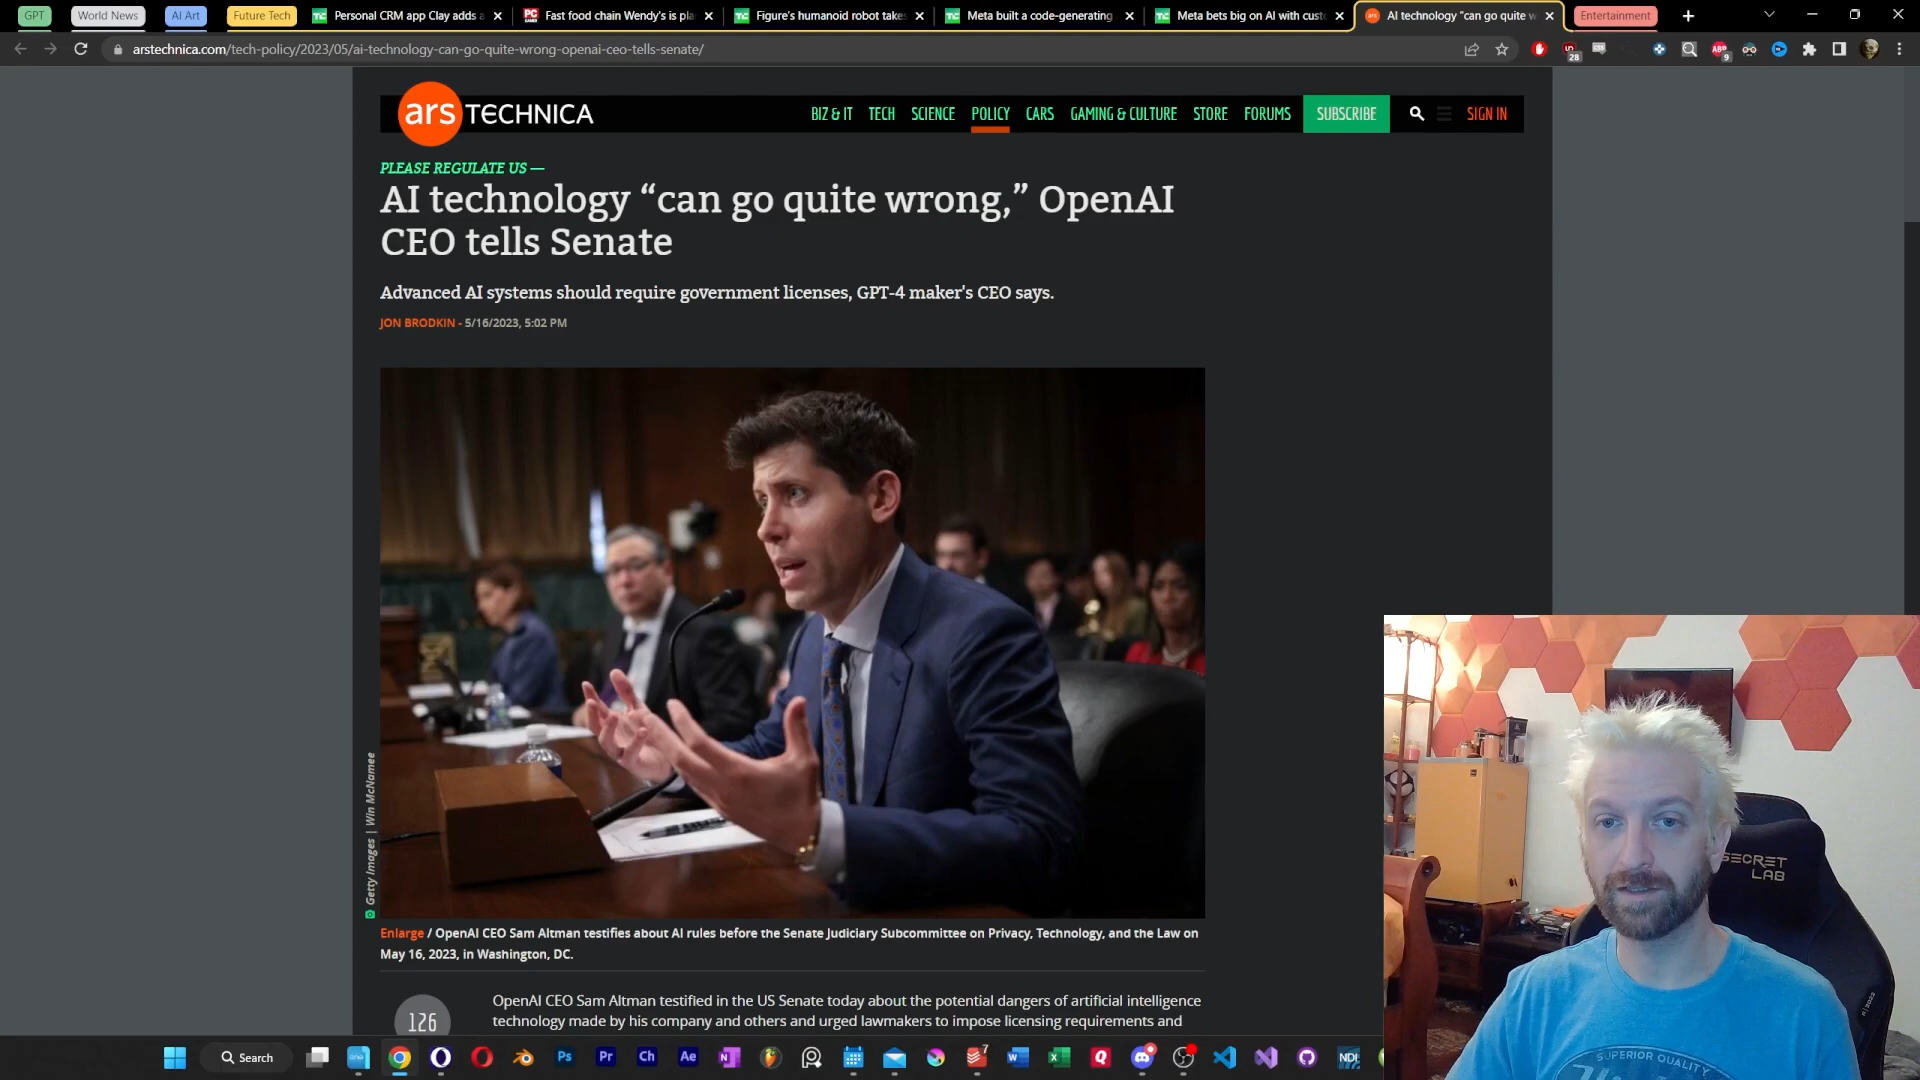 GPT
World News
AI Art
Future Tech
Personal CRM app Clay adds a
Fast food chain Wendy's is pla
Figure's humanoid robot take
Meta built a code-generating
Meta bets big on AI with cust
AI technology “can go quite w
Entertainment
arstechnica.com/tech-policy/2023/05/ai-technology-can-go-quite-wrong-openai-ceo-tells-senate/
28
9
ars TECHNICA
BIZ & IT TECH SCIENCE POLICY CARS GAMING & CULTURE STORE FORUMS SUBSCRIBE SIGN IN
PLEASE REGULATE US —
AI technology “can go quite wrong,” OpenAI
CEO tells Senate
Advanced AI systems should require government licenses, GPT-4 maker's CEO says.
JON BRODKIN - 5/16/2023, 5:02 PM
Getty Images | Win McNamee
Enlarge / OpenAI CEO Sam Altman testifies about AI rules before the Senate Judiciary Subcommittee on Privacy, Technology, and the Law on
May 16, 2023, in Washington, DC.
126
OpenAI CEO Sam Altman testified in the US Senate today about the potential dangers of artificial intelligence
technology made by his company and others and urged lawmakers to impose licensing requirements and
SECRET
LAB
SUPERIOR QUALITY
Search
Ps
Pr
Ch
Ae
7
NDI